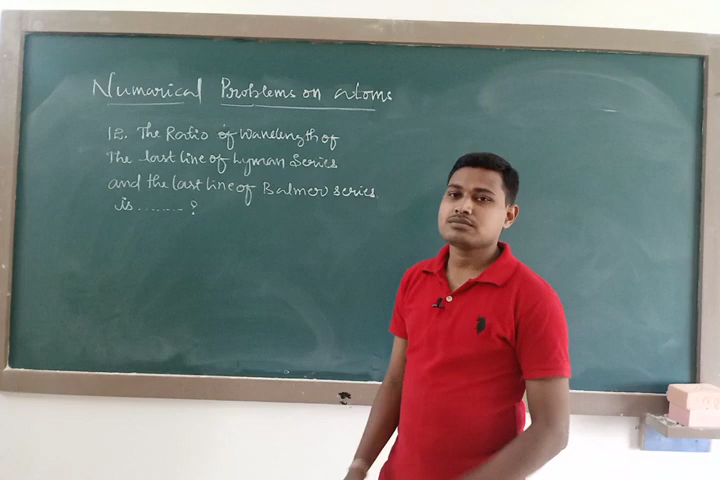 Numarical Problems on atoms
12. The Ratio of Wavelength of
The last line of Lyman Series
and the last line of Balmer series.
is.......?